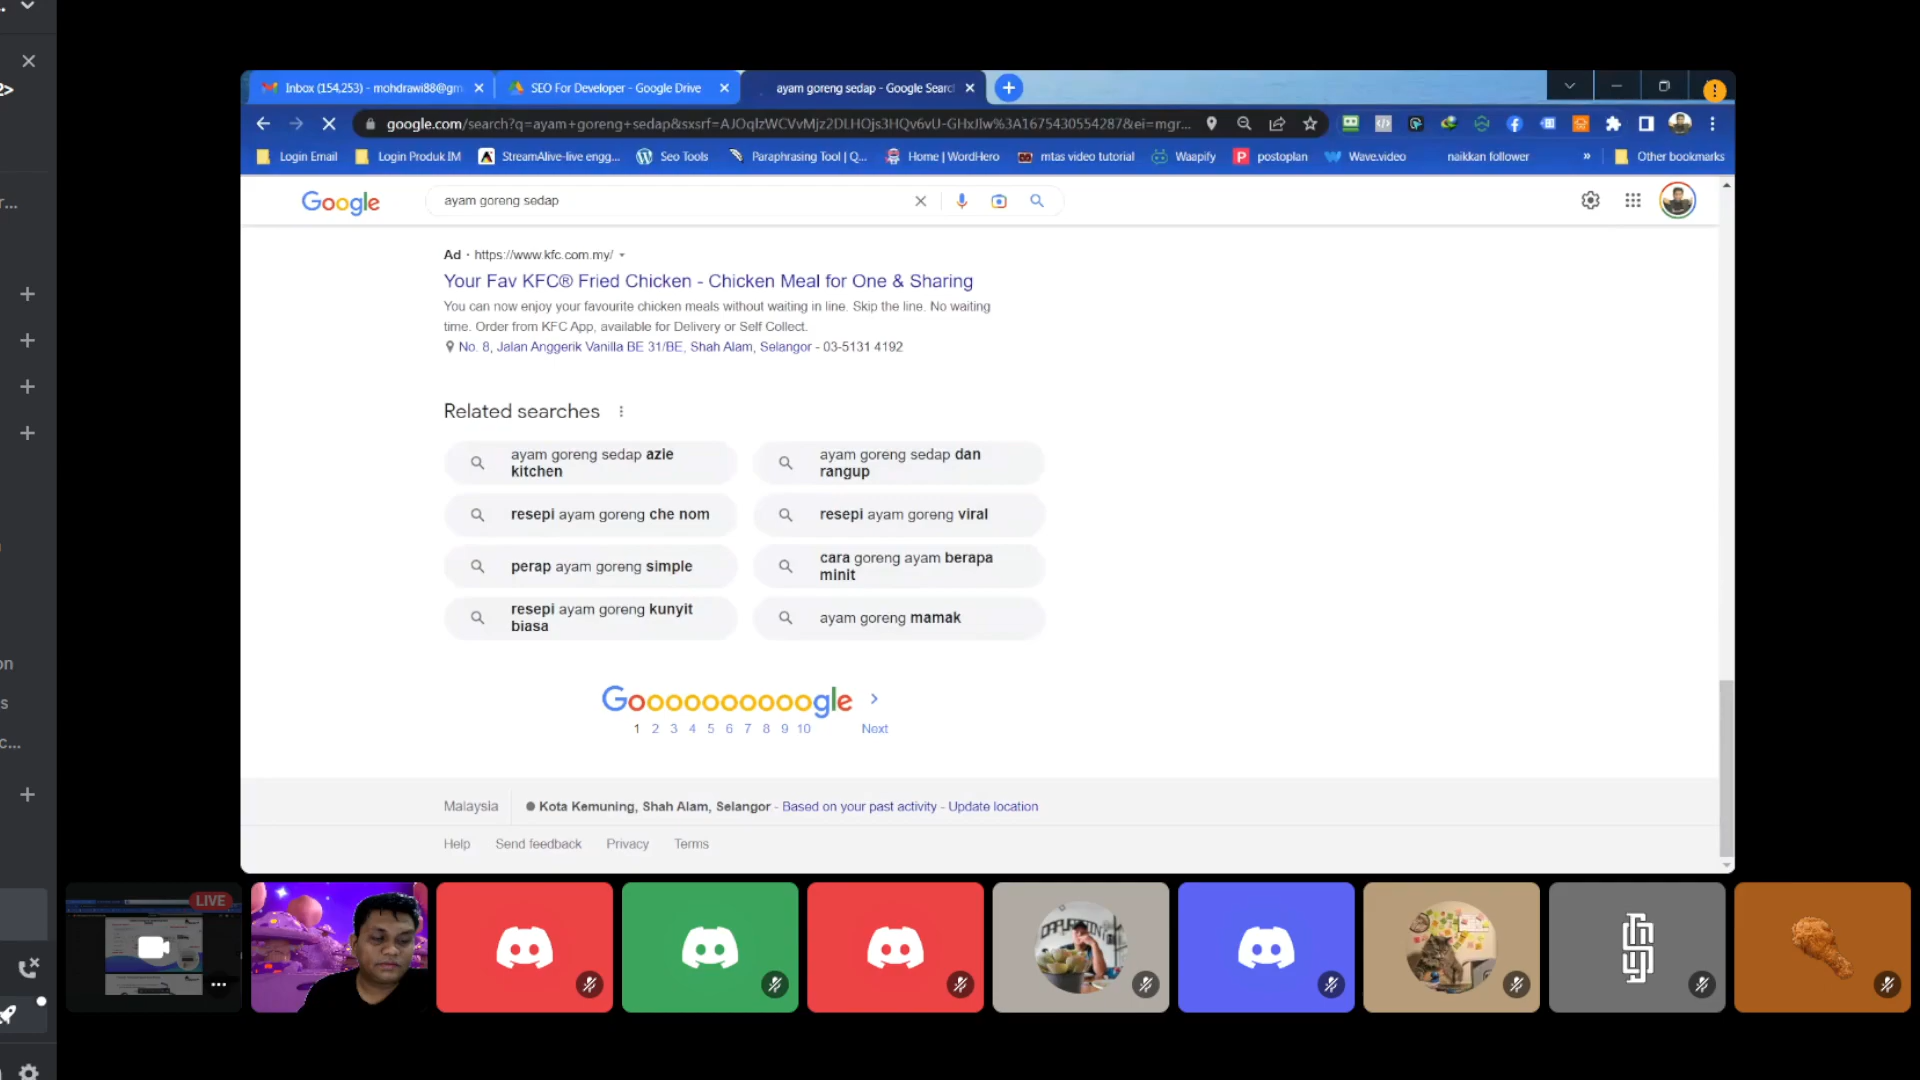 Inbox (154,253) - mohdrawi88@gm
SEO For Developer - Google Drive
ayam goreng sedap - Google Searc
google.com/search?q=ayam+goreng+sedap&sxsrf=AJOqlzWCVvMjz2DLHOjs3HQv6vU-GHxJlw%3A1675430554287&ei=mgr...
Login Email
Login Produk IM
StreamAlive-live engg...
Seo Tools
Paraphrasing Tool | Q...
Home | WordHero
mtas video tutorial
Waapify
postoplan
Wave.video
naikkan follower
»
Other bookmarks
Google
ayam goreng sedap
Ad · https://www.kfc.com.my/
Your Fav KFC® Fried Chicken - Chicken Meal for One & Sharing
You can now enjoy your favourite chicken meals without waiting in line. Skip the line. No waiting
time. Order from KFC App, available for Delivery or Self Collect.
No. 8, Jalan Anggerik Vanilla BE 31/BE, Shah Alam, Selangor - 03-5131 4192
Related searches
ayam goreng sedap azie
kitchen
ayam goreng sedap dan
rangup
resepi ayam goreng che nom
resepi ayam goreng viral
perap ayam goreng simple
cara goreng ayam berapa
minit
resepi ayam goreng kunyit
biasa
ayam goreng mamak
Goooooooooogle
1 2 3 4 5 6 7 8 9 10 Next
Malaysia
Kota Kemuning, Shah Alam, Selangor - Based on your past activity - Update location
Help Send feedback Privacy Terms
LIVE